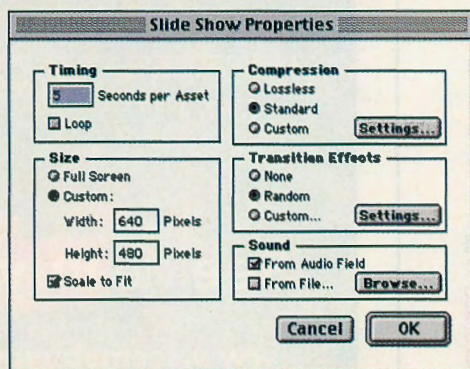 Slide Show Properties
Timing
5 Seconds per Asset
Loop
Size
Full Screen
Custom:
Width: 640 Pixels
Height: 480 Pixels
Scale to Fit
Compression
Lossless
Standard
Custom
Settings...
Transition Effects
None
Random
Custom...
Settings...
Sound
From Audio Field
From File...
Browse...
Cancel
OK